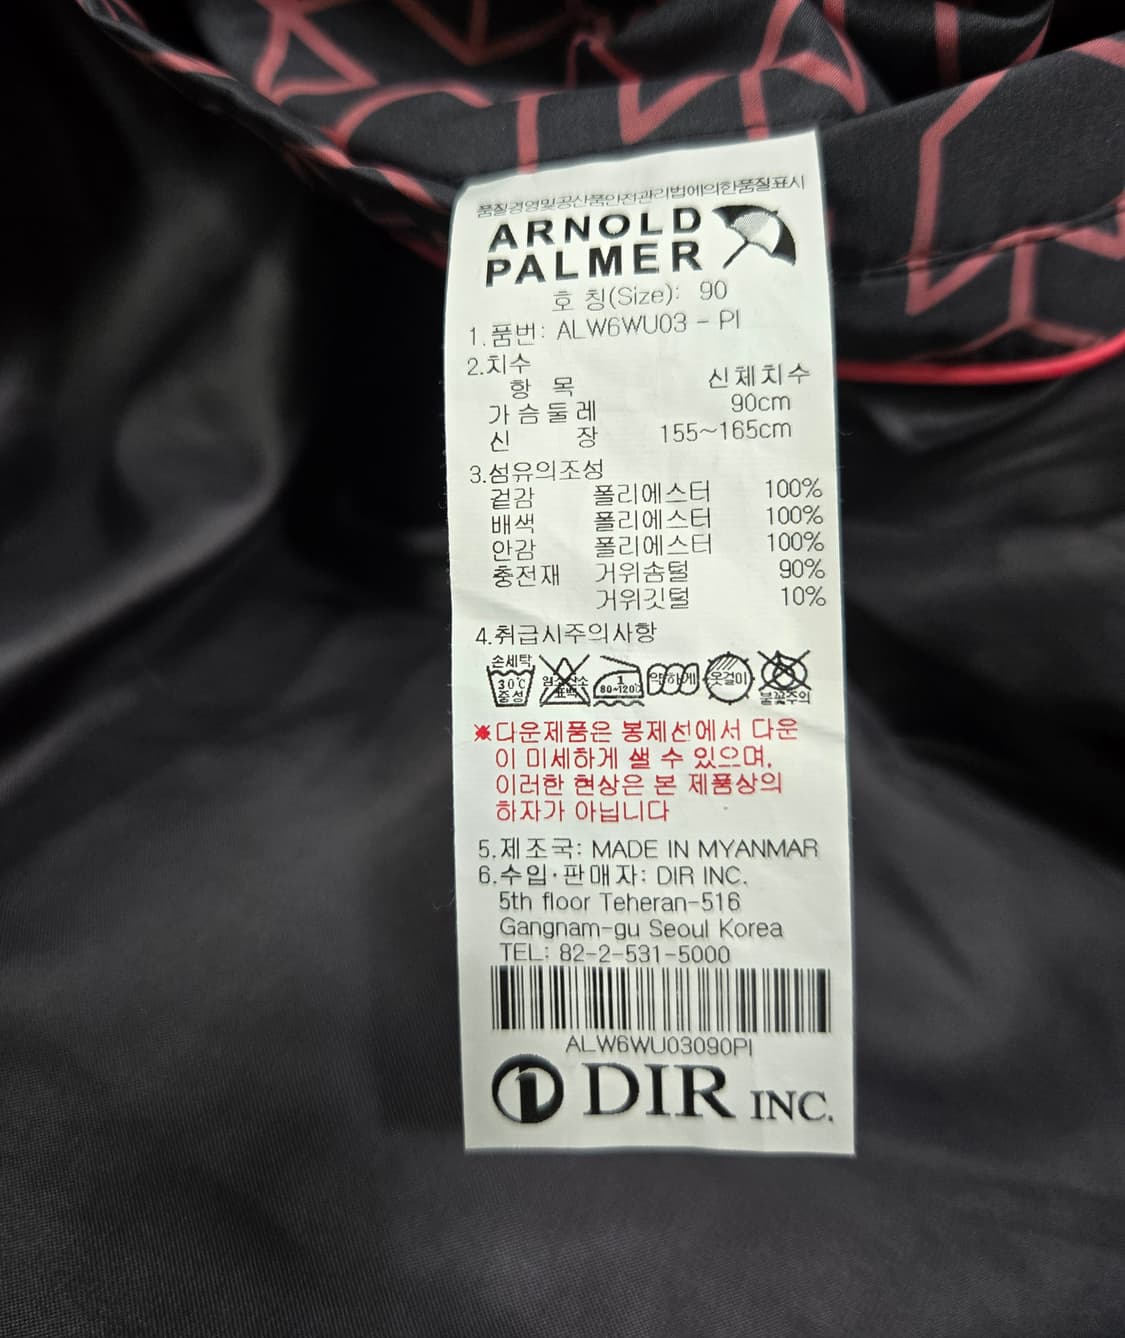 품질경영및공산품안전관리법에의한품질표시
ARNOLD
PALMER
호 칭(Size): 90
1.품번: ALW6WU03 - PI
2.치수
항 목 신체치수
가슴둘레 90cm
신 장 155~165cm
3.섬유의조성
겉감 폴리에스터 100%
배색 폴리에스터 100%
안감 폴리에스터 100%
충전재 거위솜털 90%
거위깃털 10%
4.취급시주의사항
손세탁
30℃
중성
염소산소
표백
1
80~120℃
약하게
옷걸이
불꽃주의
※다운제품은 봉제선에서 다운
이 미세하게 샐 수 있으며,
이러한 현상은 본 제품상의
하자가 아닙니다
5.제조국: MADE IN MYANMAR
6.수입·판매자: DIR INC.
5th floor Teheran-516
Gangnam-gu Seoul Korea
TEL: 82-2-531-5000
ALW6WU03090PI
DIR INC.